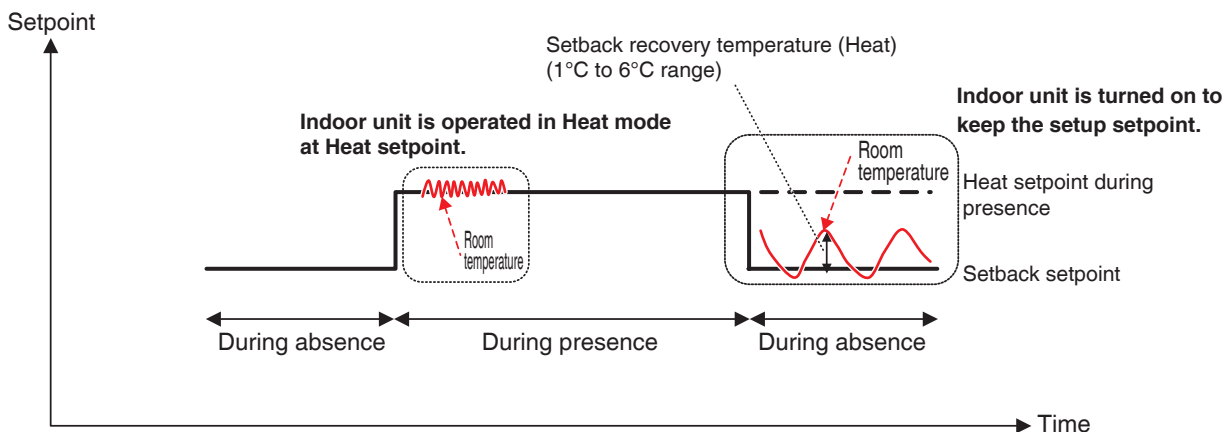 Setpoint
Setback recovery temperature (Heat)
(1°C to 6°C range)
Indoor unit is turned on to
keep the setup setpoint.
Indoor unit is operated in Heat mode
at Heat setpoint.
Room
temperature
Heat setpoint during
presence
Room
temperature
Setback setpoint
During absence
During presence
During absence
Time